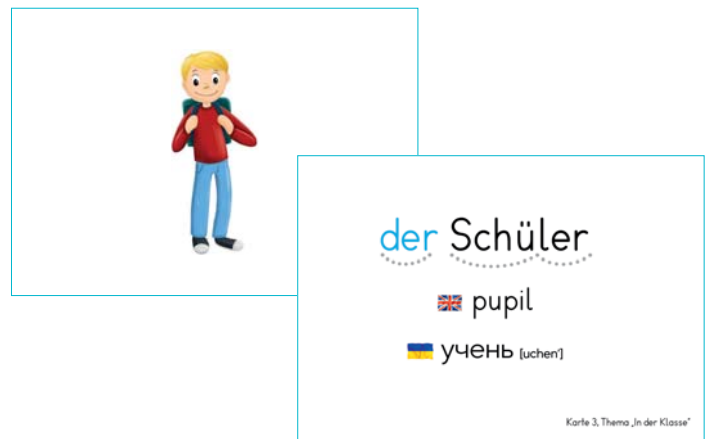 der Schüler
pupil
учень [uchen']
Karte 3, Thema „In der Klasse“